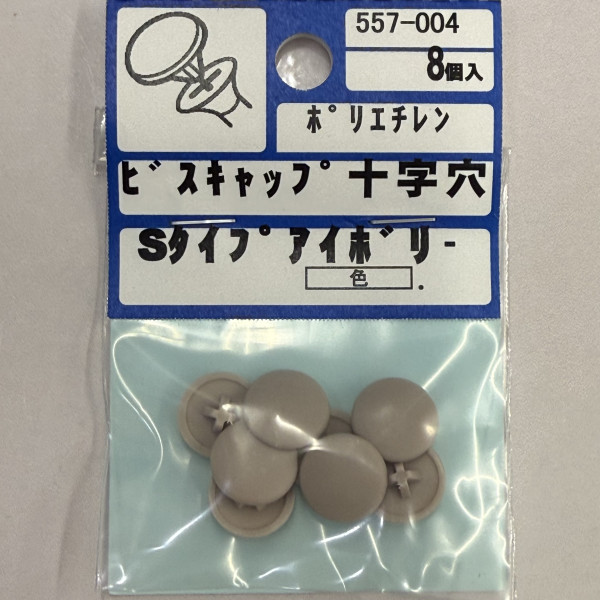 557-004
8個入
ポリエチレン
ビスキャップ十字穴
Sタイプアイボリー
色